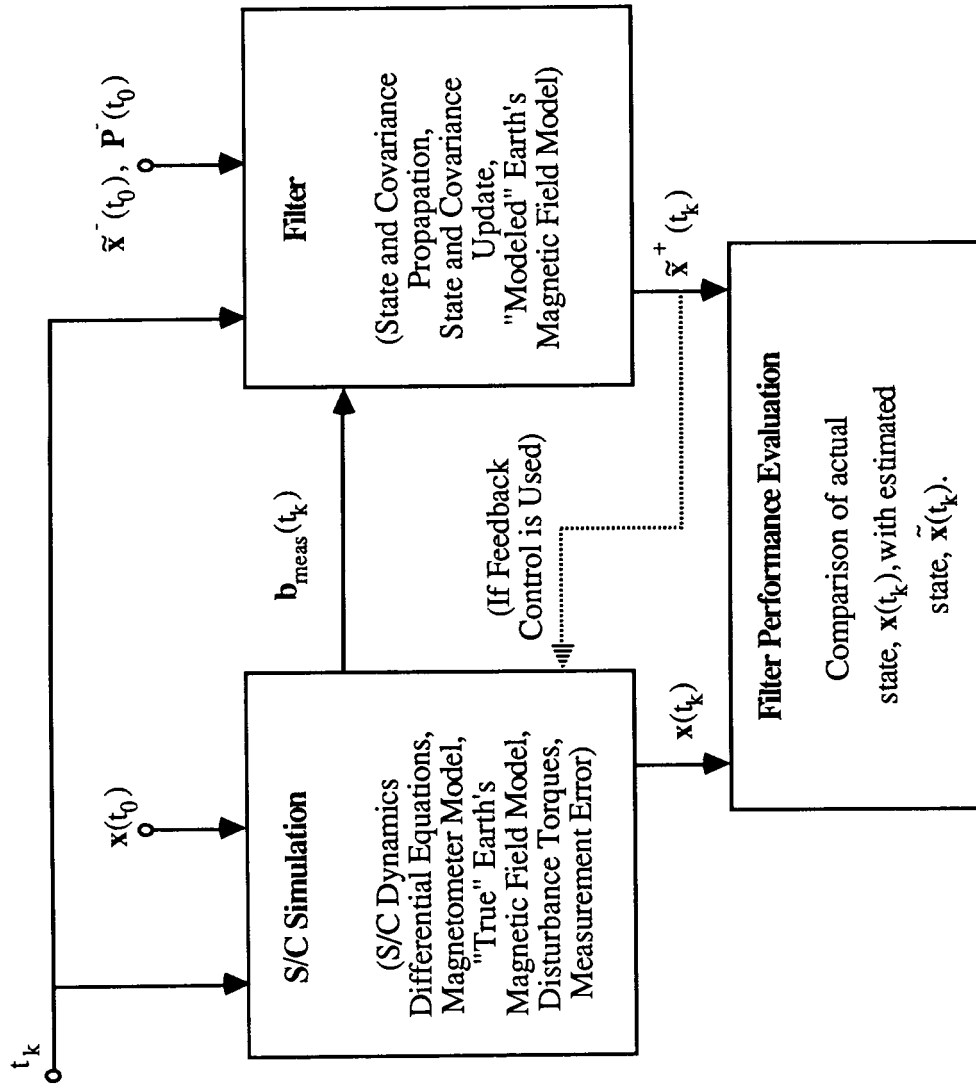 t_k
x(t_0)
S/C Simulation
(S/C Dynamics
Differential Equations,
Magnetometer Model,
"True" Earth's
Magnetic Field Model,
Disturbance Torques,
Measurement Error)
b_meas(t_k)
(If Feedback
Control is Used)
x̃⁻(t_0), P⁻(t_0)
Filter
(State and Covariance
Propapation,
State and Covariance
Update,
"Modeled" Earth's
Magnetic Field Model)
x(t_k)
x̃⁺(t_k)
Filter Performance Evaluation
Comparison of actual
state, x(t_k), with estimated
state, x̃(t_k).